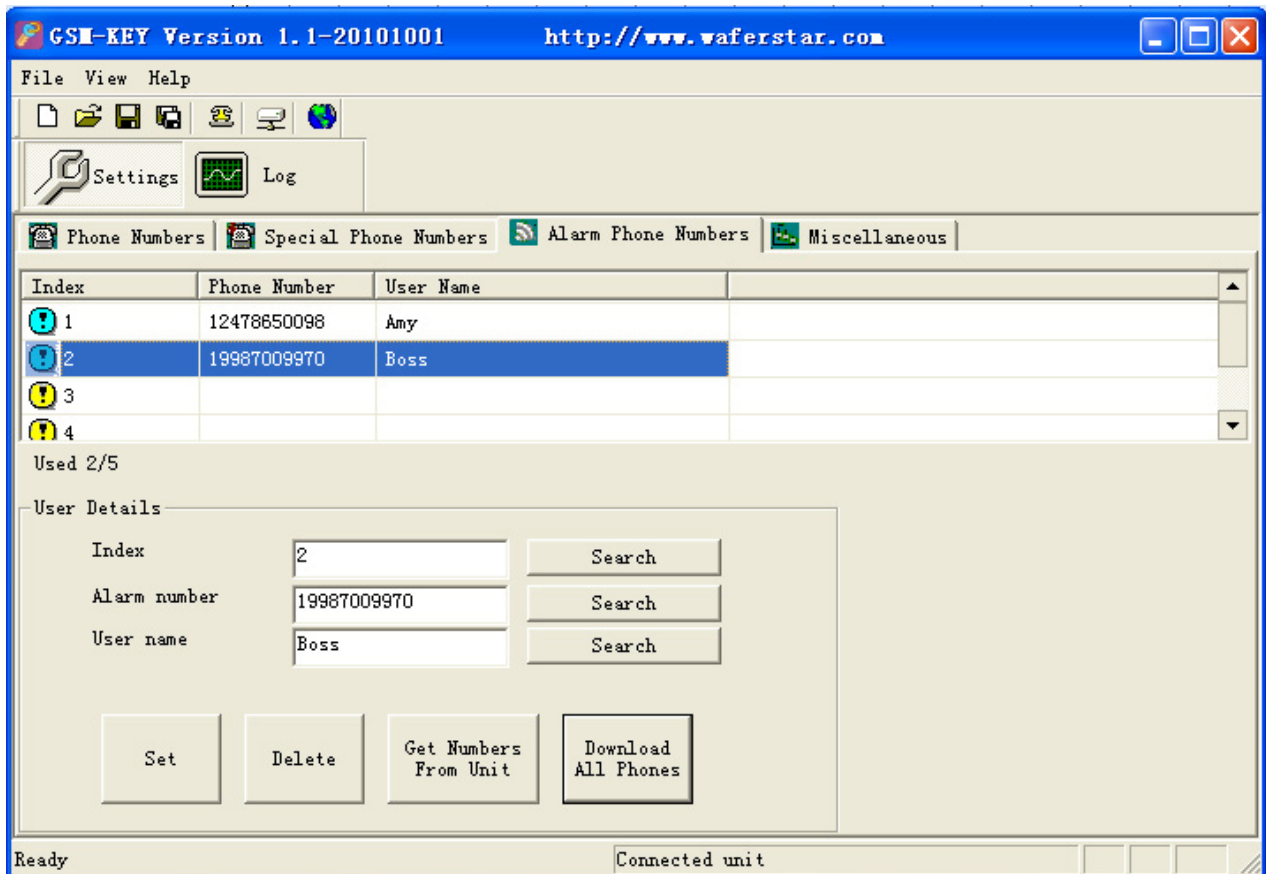 GSM-KEY Version 1.1-20101001 http://www.waferstar.com
File View Help
Settings Log
Phone Numbers Special Phone Numbers Alarm Phone Numbers Miscellaneous
Index Phone Number User Name
1 12478650098 Amy
2 19987009970 Boss
3
4
Used 2/5
User Details
Index 2 Search
Alarm number 19987009970 Search
User name Boss Search
Set Delete Get Numbers From Unit Download All Phones
Ready Connected unit